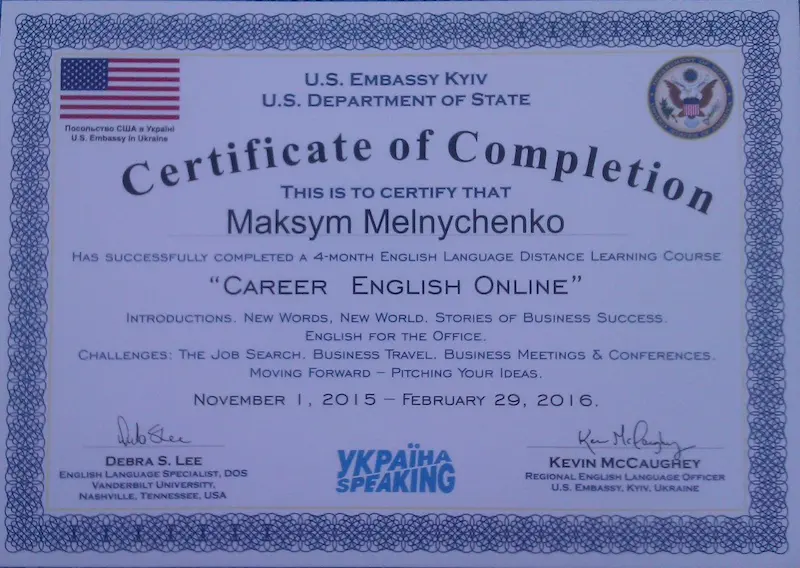 U.S. EMBASSY KYIV
U.S. DEPARTMENT OF STATE
Посольство США в Україні
U.S. Embassy in Ukraine
Certificate of Completion
THIS IS TO CERTIFY THAT
Maksym Melnychenko
HAS SUCCESSFULLY COMPLETED A 4-MONTH ENGLISH LANGUAGE DISTANCE LEARNING COURSE
“CAREER ENGLISH ONLINE”
INTRODUCTIONS. NEW WORDS, NEW WORLD. STORIES OF BUSINESS SUCCESS.
ENGLISH FOR THE OFFICE.
CHALLENGES: THE JOB SEARCH. BUSINESS TRAVEL. BUSINESS MEETINGS & CONFERENCES.
MOVING FORWARD – PITCHING YOUR IDEAS.
NOVEMBER 1, 2015 – FEBRUARY 29, 2016.
DEBRA S. LEE
ENGLISH LANGUAGE SPECIALIST, DOS
VANDERBILT UNIVERSITY,
NASHVILLE, TENNESSEE, USA
УКРАЇНА
SPEAKING
KEVIN MCCAUGHEY
REGIONAL ENGLISH LANGUAGE OFFICER
U.S. EMBASSY, KYIV, UKRAINE